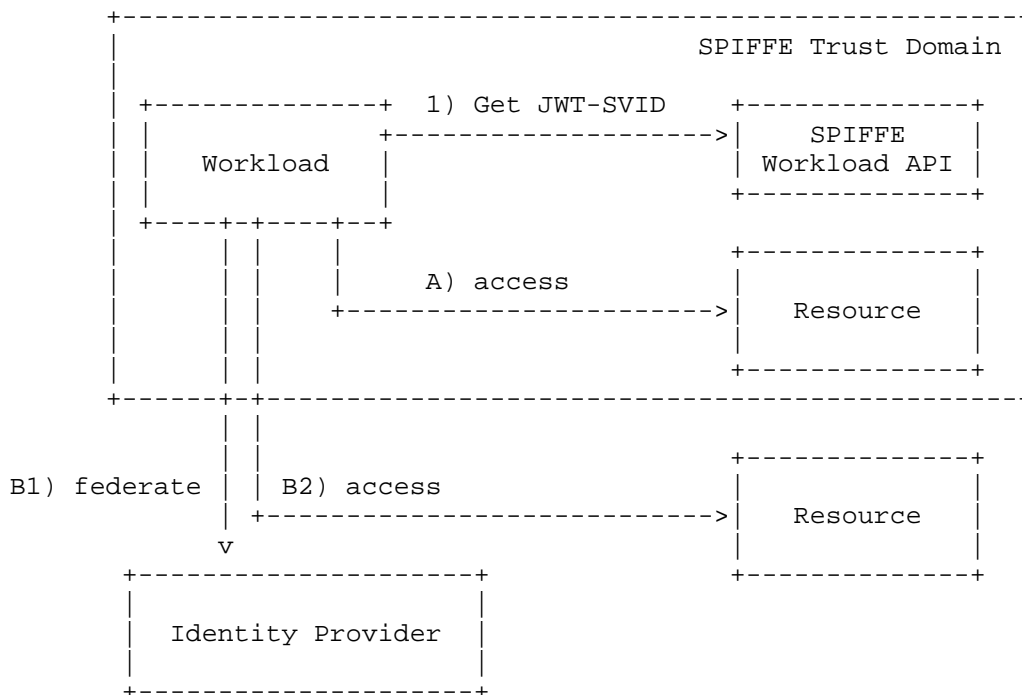 SPIFFE Trust Domain
1) Get JWT-SVID
SPIFFE
Workload
Workload API
A) access
Resource
B1) federate
B2) access
Resource
v
Identity Provider